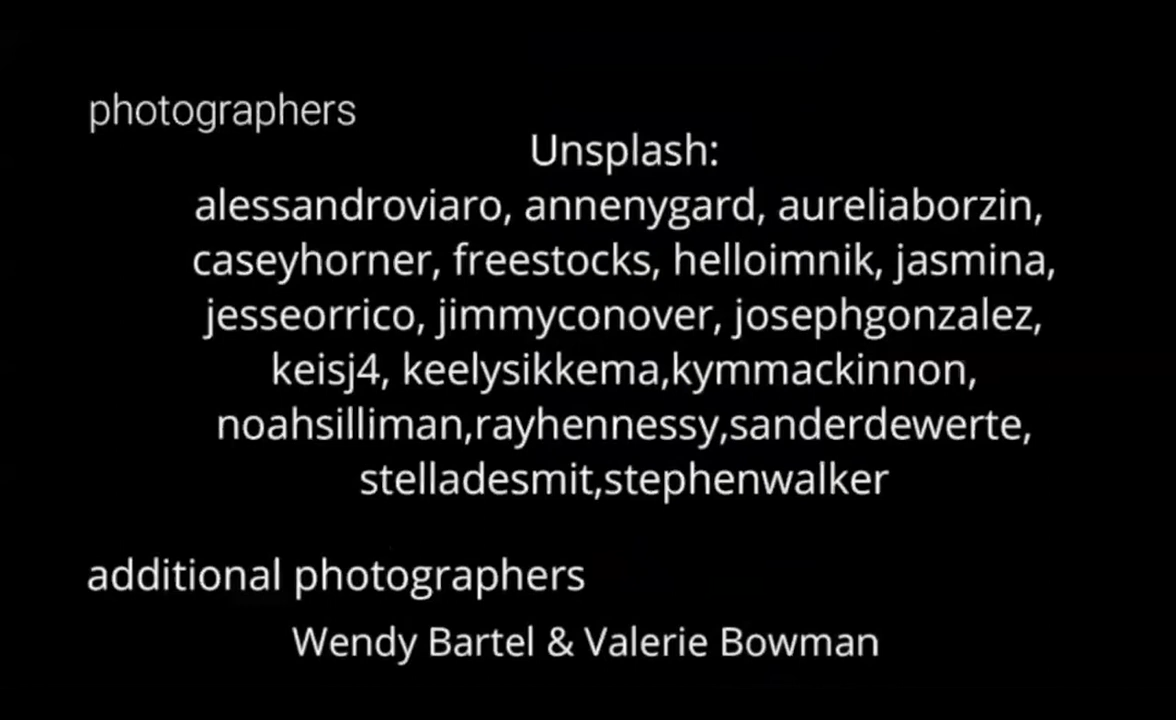 photographers
Unsplash:
alessandroviaro, annenygard, aureliaborzin,
caseyhorner, freestocks, helloimnik, jasmina,
jesseorrico, jimmyconover, josephgonzalez,
keisj4, keelysikkema,kymmackinnon,
noahsilliman,rayhennessy,sanderdewerte,
stelladesmit,stephenwalker
additional photographers
Wendy Bartel & Valerie Bowman